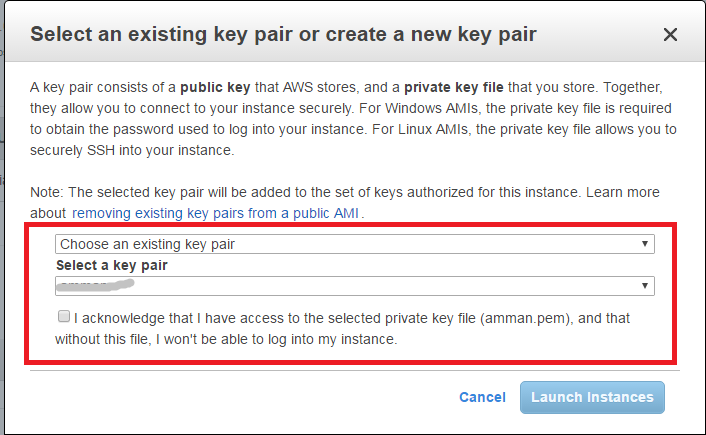 Select an existing key pair or create a new key pair
A key pair consists of a public key that AWS stores, and a private key file that you store. Together,
they allow you to connect to your instance securely. For Windows AMIs, the private key file is required
to obtain the password used to log into your instance. For Linux AMIs, the private key file allows you to
securely SSH into your instance.
Note: The selected key pair will be added to the set of keys authorized for this instance. Learn more
about removing existing key pairs from a public AMI.
Choose an existing key pair
Select a key pair
I acknowledge that I have access to the selected private key file (amman.pem), and that
without this file, I won't be able to log into my instance.
Cancel Launch Instances